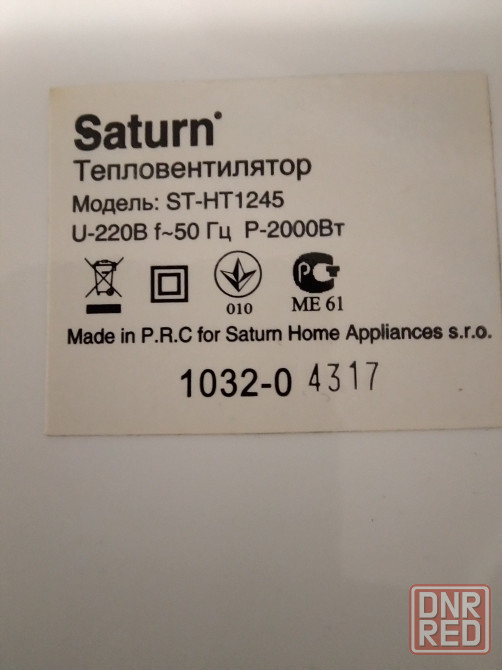 Saturn
Тепловентилятор
Модель: ST-HT1245
U-220В f~50 Гц P-2000Вт
010
МЕ 61
Made in P.R.C for Saturn Home Appliances s.r.o.
1032-0 4317
DNR
RED